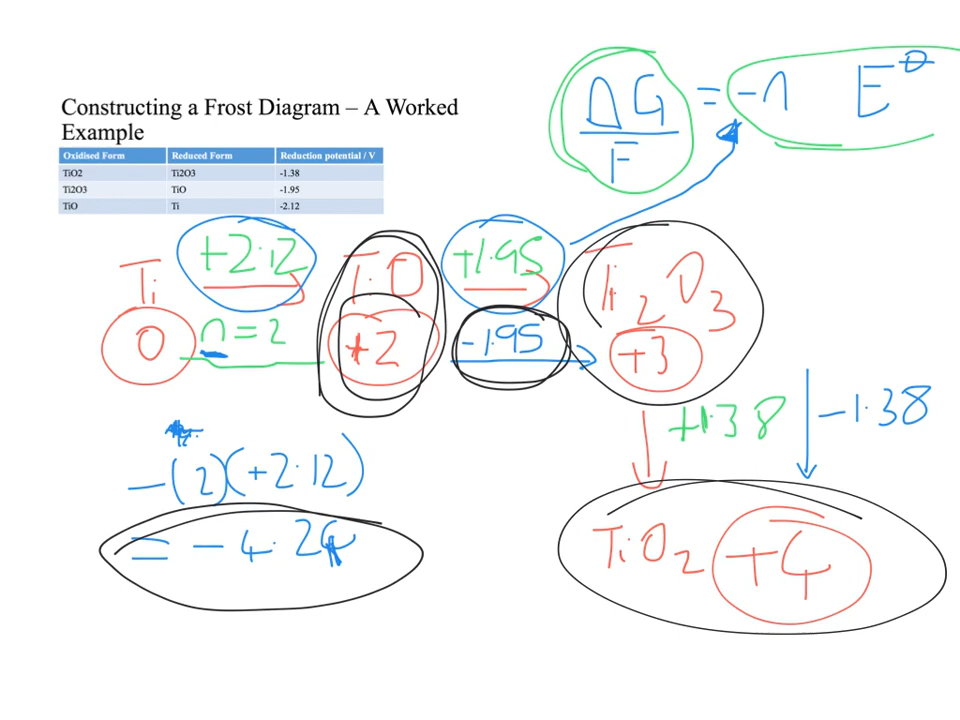 Constructing a Frost Diagram – A Worked
Example
Oxidised Form Reduced Form Reduction potential / V
TiO2 Ti2O3 -1.38
Ti2O3 TiO -1.95
TiO Ti -2.12
ΔG/F = -n E⦵
Ti +2.12 TiO +1.95 Ti2O3
0 n=2 +2 -1.95 +3
+1.38 -1.38
-(2)(+2.12)
= -4.24
TiO2 +4